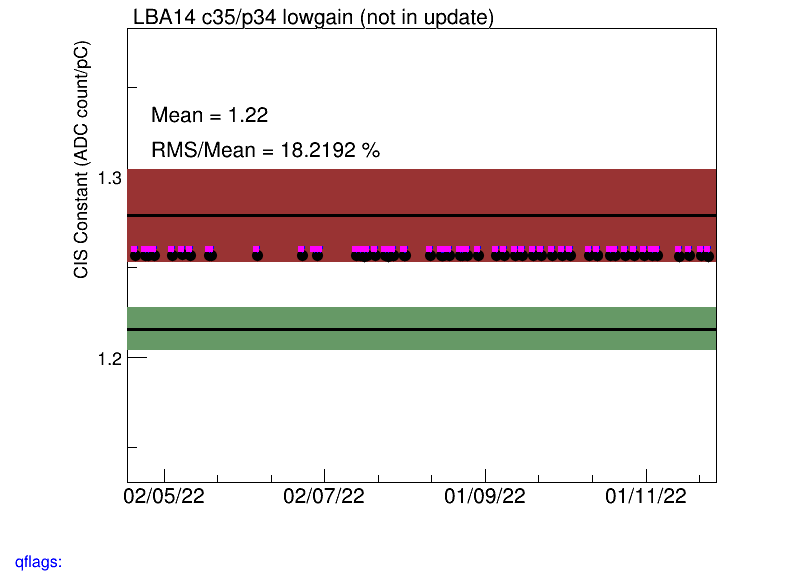 LBA14 c35/p34 lowgain (not in update)
CIS Constant (ADC count/pC)
Mean = 1.22
RMS/Mean = 18.2192 %
1.3
1.2
02/05/22 02/07/22 01/09/22 01/11/22
qflags: